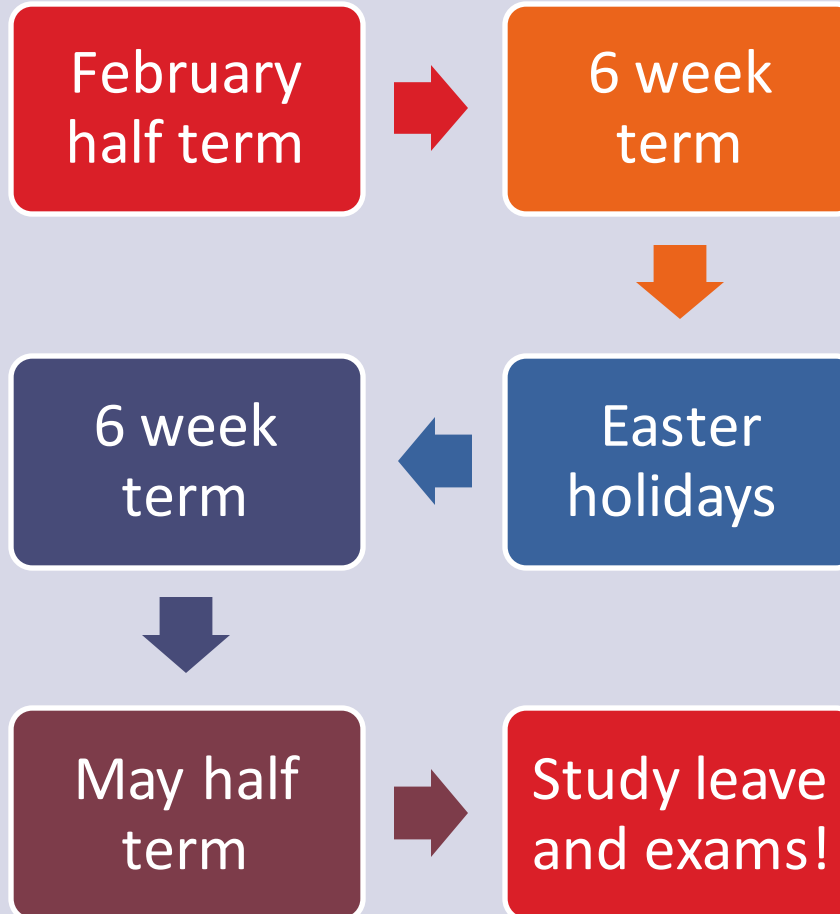 February
half term
6 week
term
Easter
holidays
6 week
term
May half
term
Study leave
and exams!